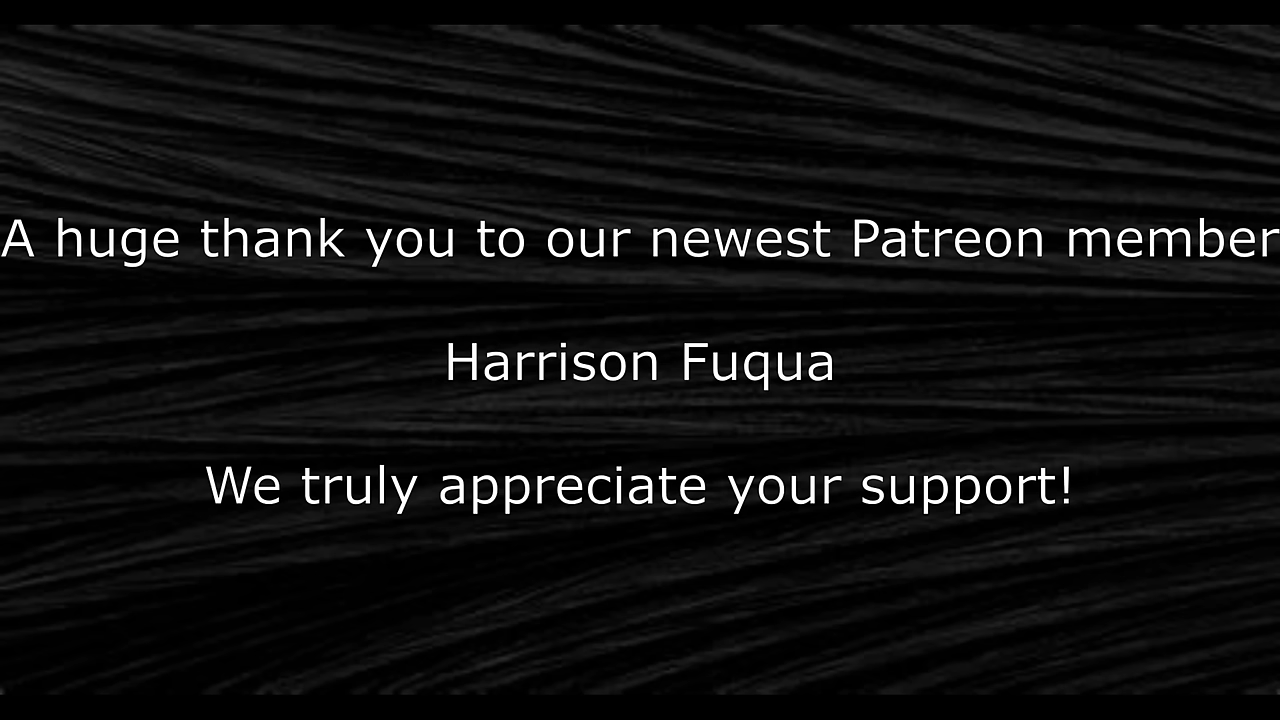 A huge thank you to our newest Patreon member
Harrison Fuqua
We truly appreciate your support!